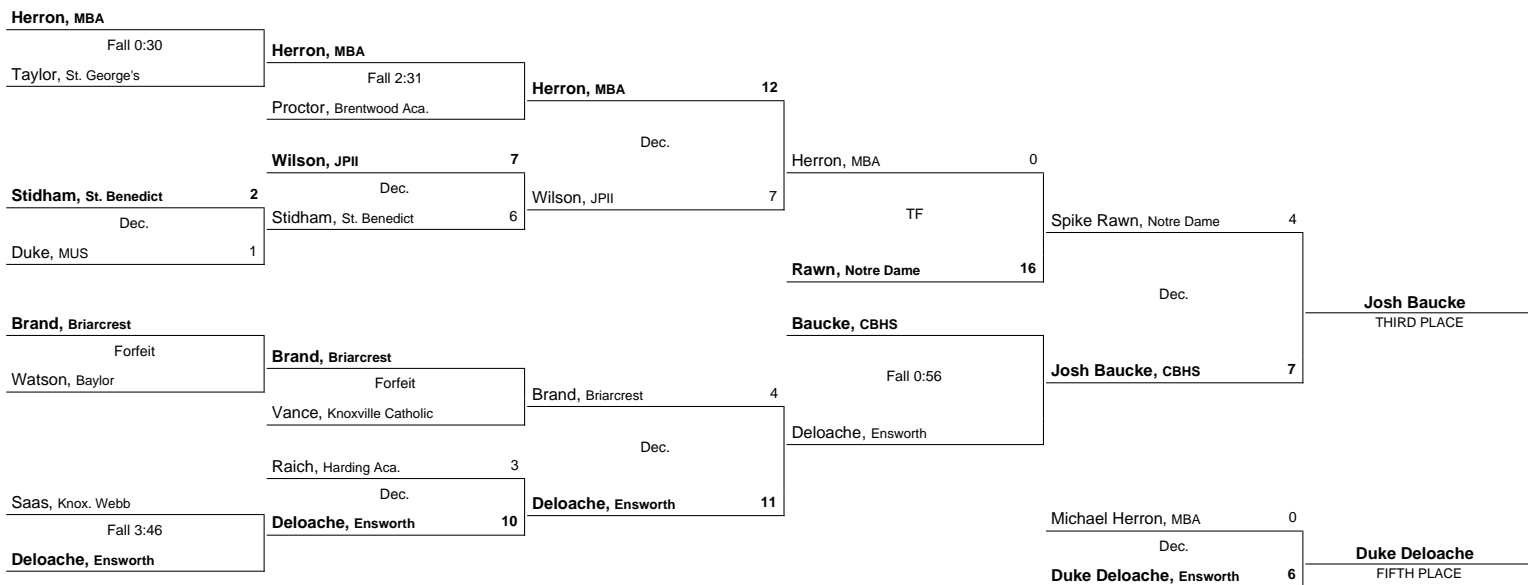 Herron, MBA
Fall 0:30
Taylor, St. George's
Herron, MBA
Fall 2:31
Proctor, Brentwood Aca.
Herron, MBA 12
Dec.
Wilson, JPII 7
Wilson, JPII 7
Dec.
Stidham, St. Benedict 6
Stidham, St. Benedict 2
Dec.
Duke, MUS 1
Herron, MBA 0
TF
Rawn, Notre Dame 16
Spike Rawn, Notre Dame 4
Dec.
Josh Baucke, CBHS 7
Josh Baucke
THIRD PLACE
Brand, Briarcrest
Forfeit
Watson, Baylor
Brand, Briarcrest
Forfeit
Vance, Knoxville Catholic
Brand, Briarcrest 4
Dec.
Deloache, Ensworth 11
Baucke, CBHS
Fall 0:56
Deloache, Ensworth
Raich, Harding Aca. 3
Dec.
Deloache, Ensworth 10
Saas, Knox. Webb
Fall 3:46
Deloache, Ensworth
Michael Herron, MBA 0
Dec.
Duke Deloache, Ensworth 6
Duke Deloache
FIFTH PLACE